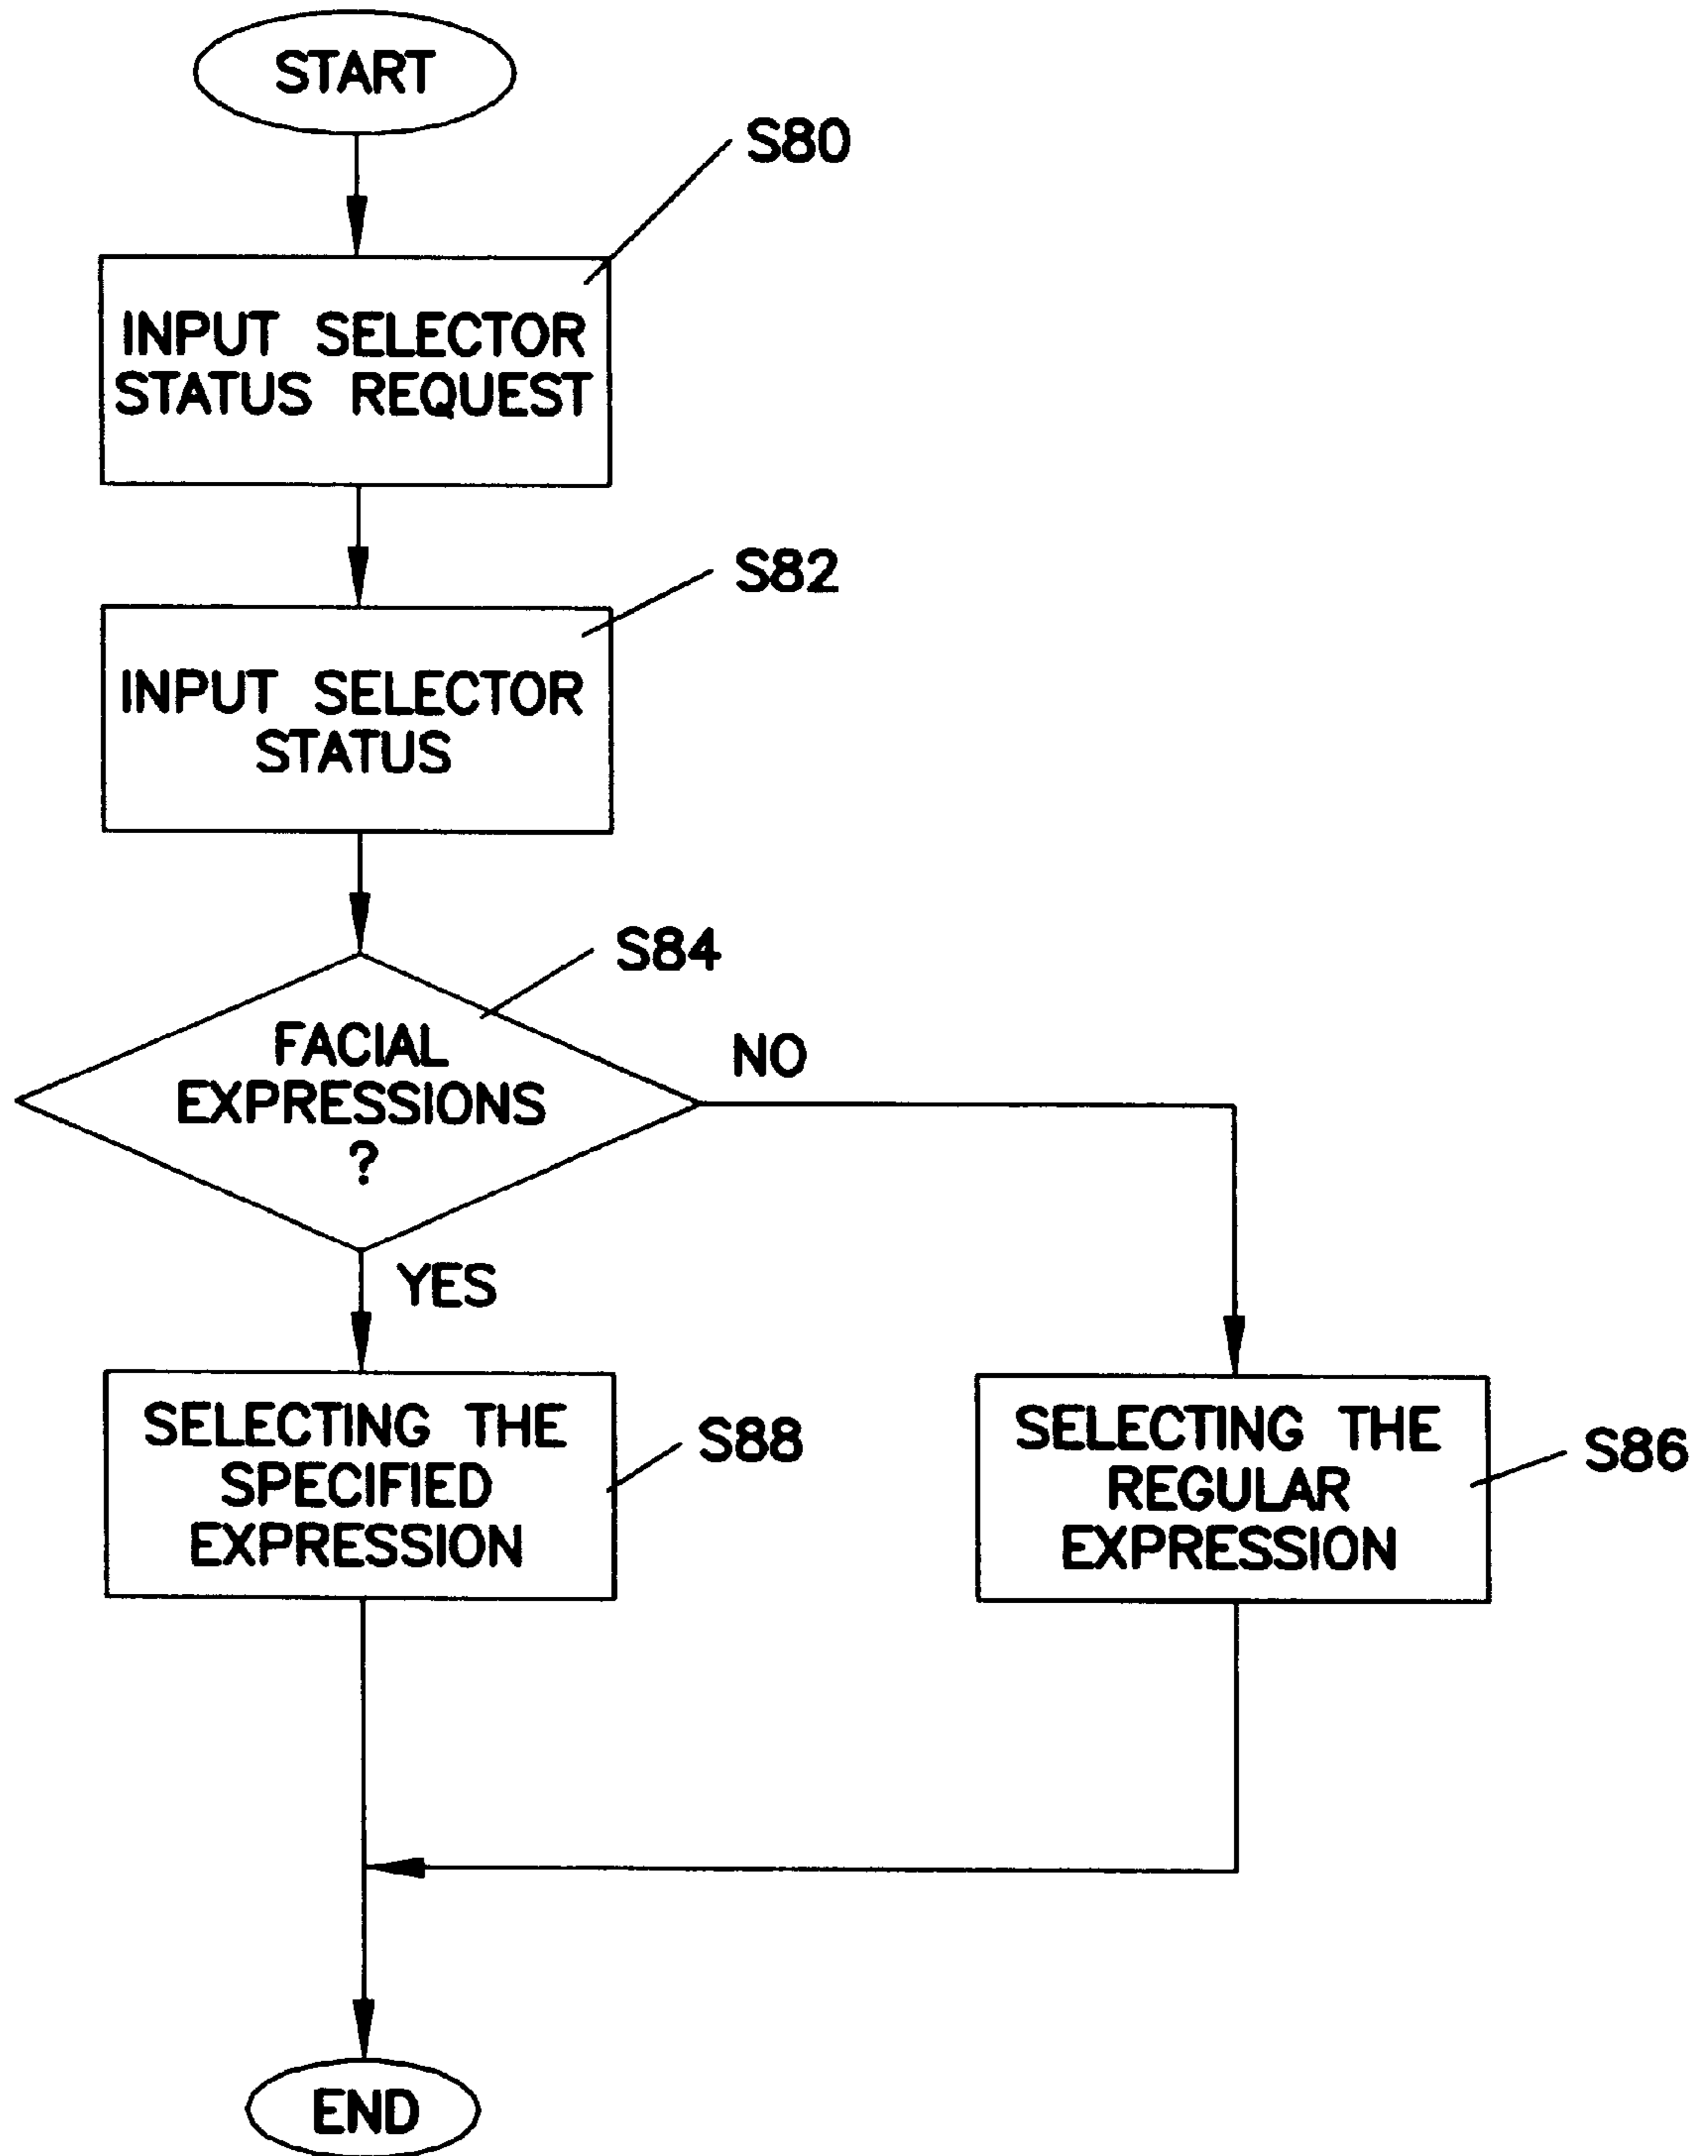 START
S80
INPUT SELECTOR
STATUS REQUEST
S82
INPUT SELECTOR
STATUS
S84
FACIAL
EXPRESSIONS
?
NO
YES
SELECTING THE
SPECIFIED
EXPRESSION
S88
SELECTING THE
REGULAR
EXPRESSION
S86
END